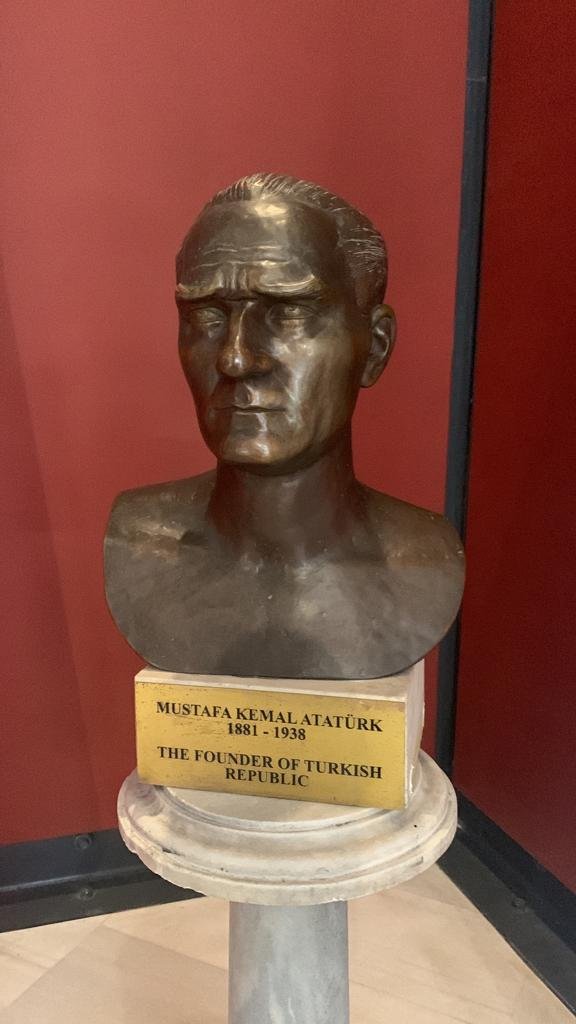 MUSTAFA KEMAL ATATÜRK
1881 - 1938
THE FOUNDER OF TURKISH
REPUBLIC